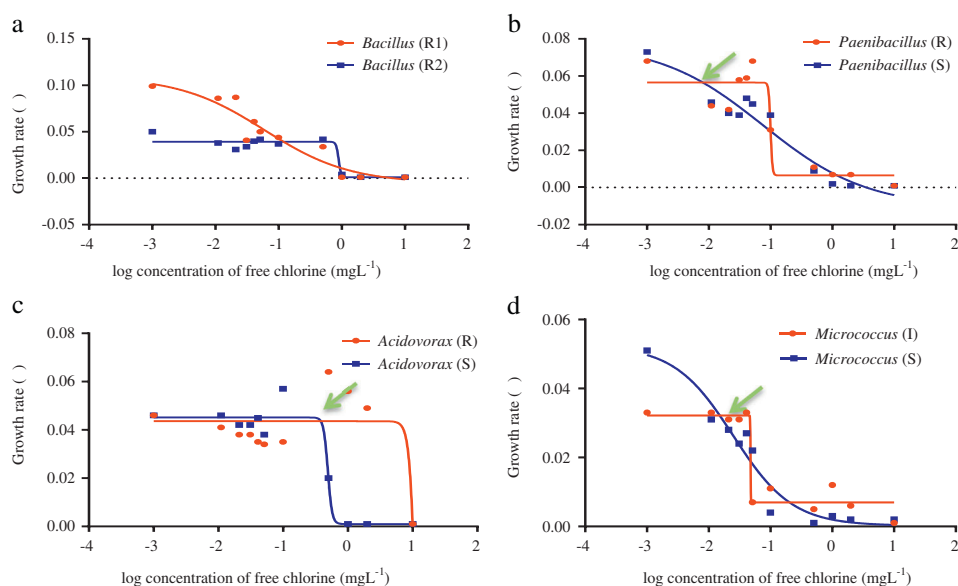 a
0.15
0.10
0.05
0.00
0.05
Growth rate ( )
-4
-3
-2
-1
0
1
2
log concentration of free chlorine (mgL-1)
Bacillus (R1)
Bacillus (R2)
b
0.08
0.06
0.04
0.02
0.00
-0.02
Growth rate ( )
-4
-3
-2
-1
0
1
2
log concentration of free chlorine (mgL-1)
Paenibacillus (R)
Paenibacillus (S)
c
0.08
0.06
0.04
0.02
0.00
Growth rate ( )
-3
-2
-1
0
1
2
log concentration of free chlorine (mgL-1)
Acidovorax (R)
Acidovorax (S)
d
0.06
0.04
0.02
0.00
Growth rate ( )
-4
-3
-2
-1
0
1
2
log concentration of free chlorine (mgL-1)
Micrococcus (I)
Micrococcus (S)